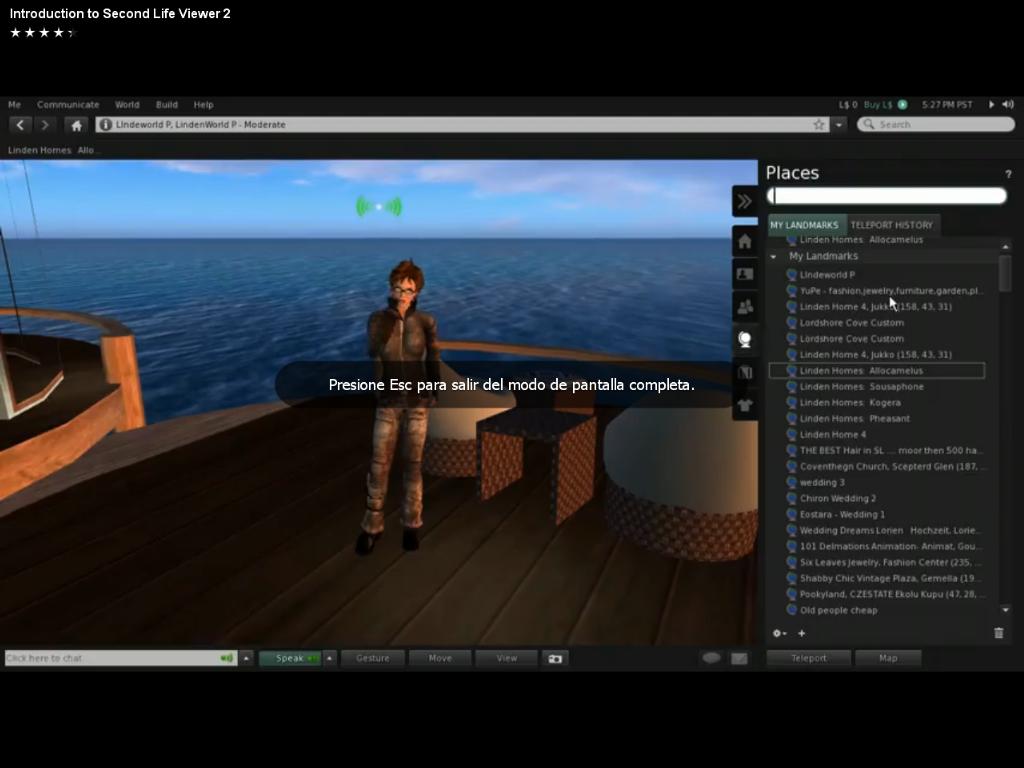 Introduction to Second Life Viewer 2
Me Communicate World Build Help
L$ 0 Buy L$ 5:27 PM PST
LIndeworld P, LindenWorld P - Moderate
Search
Linden Homes: Allo...
Places
?
MY LANDMARKS TELEPORT HISTORY
Linden Homes: Allocamelus
My Landmarks
LIndeworld P
YuPe - fashion,jewelry,furniture,garden,pl...
Linden Home 4, Jukko (158, 43, 31)
Lordshore Cove Custom
Lordshore Cove Custom
Linden Home 4, Jukko (158, 43, 31)
Linden Homes: Allocamelus
Presione Esc para salir del modo de pantalla completa.
Linden Homes: Sousaphone
Linden Homes: Kogera
Linden Homes: Pheasant
Linden Home 4
THE BEST Hair in SL ... moor then 500 ha...
Coventhegn Church, Scepterd Glen (187, ...
wedding 3
Chiron Wedding 2
Eostara - Wedding 1
Wedding Dreams Lorien Hochzeit, Lorie...
101 Delmations Animation- Animat, Gou...
Six Leaves Jewelry, Fashion Center (235, ...
Shabby Chic Vintage Plaza, Gemella (19...
Pookyland, CZESTATE Ekolu Kupu (47, 28, ...
Old people cheap
Click here to chat Speak Gesture Move View
Teleport Map